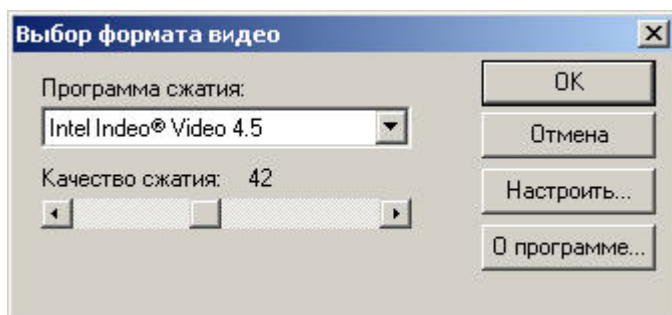 Выбор формата видео
Программа сжатия:
Intel Indeo® Video 4.5
Качество сжатия: 42
OK
Отмена
Настроить...
О программе...